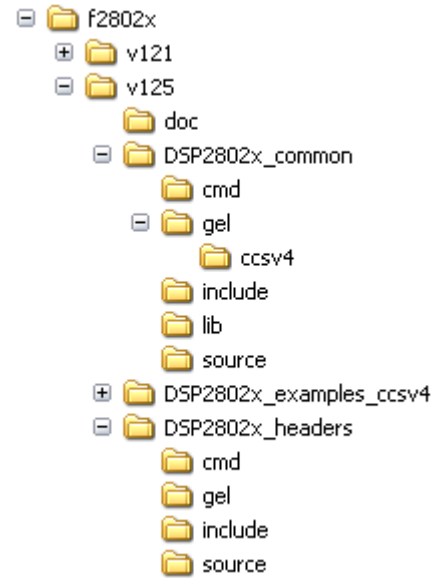 f2802x
v121
v125
doc
DSP2802x_common
cmd
gel
ccsv4
include
lib
source
DSP2802x_examples_ccsv4
DSP2802x_headers
cmd
gel
include
source